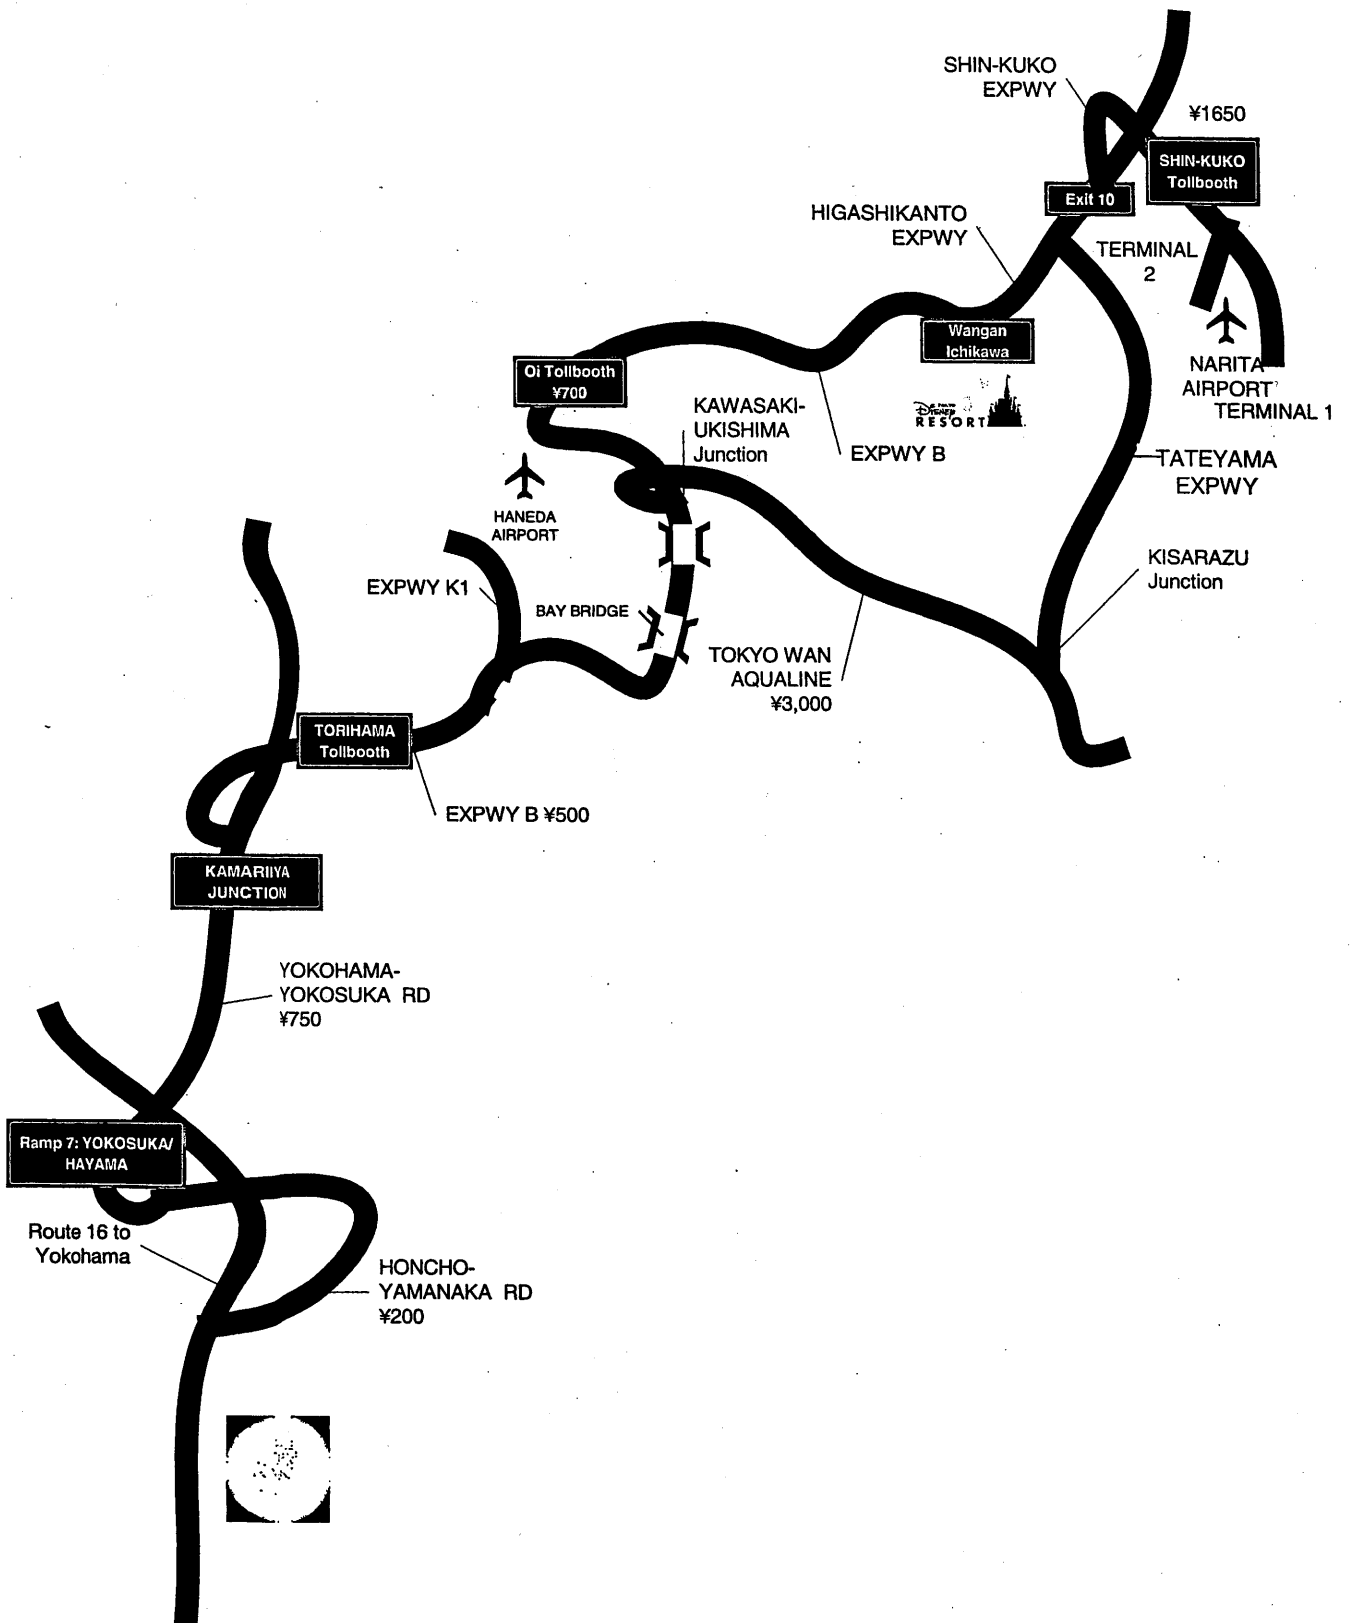 SHIN-KUKO
EXPWY
¥1650
SHIN-KUKO
Tollbooth
Exit 10
HIGASHIKANTO
EXPWY
TERMINAL
2
Wangan
Ichikawa
NARITA
AIRPORT
TERMINAL 1
Oi Tollbooth
¥700
KAWASAKI-
UKISHIMA
Junction
DISNEY
RESORT
EXPWY B
TATEYAMA
EXPWY
HANEDA
AIRPORT
KISARAZU
Junction
EXPWY K1
BAY BRIDGE
TOKYO WAN
AQUALINE
¥3,000
TORIHAMA
Tollbooth
EXPWY B ¥500
KAMARIIYA
JUNCTION
YOKOHAMA-
YOKOSUKA RD
¥750
Ramp 7: YOKOSUKA/
HAYAMA
Route 16 to
Yokohama
HONCHO-
YAMANAKA RD
¥200